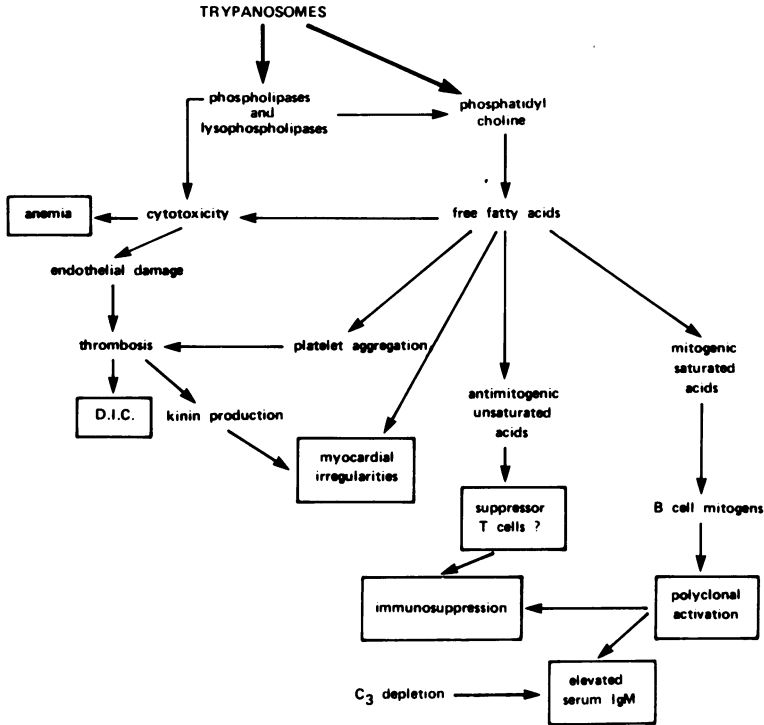 TRYPANOSOMES
phospholipases
and
lysophospholipases
phosphatidyl
choline
anemia
cytotoxicity
free fatty acids
endothelial damage
thrombosis
platelet aggregation
mitogenic
saturated
acids
D.I.C.
kinin production
antimitogenic
unsaturated
acids
myocardial
irregularities
suppressor
T cells ?
B cell mitogens
immunosuppression
polyclonal
activation
C3 depletion
elevated
serum IgM